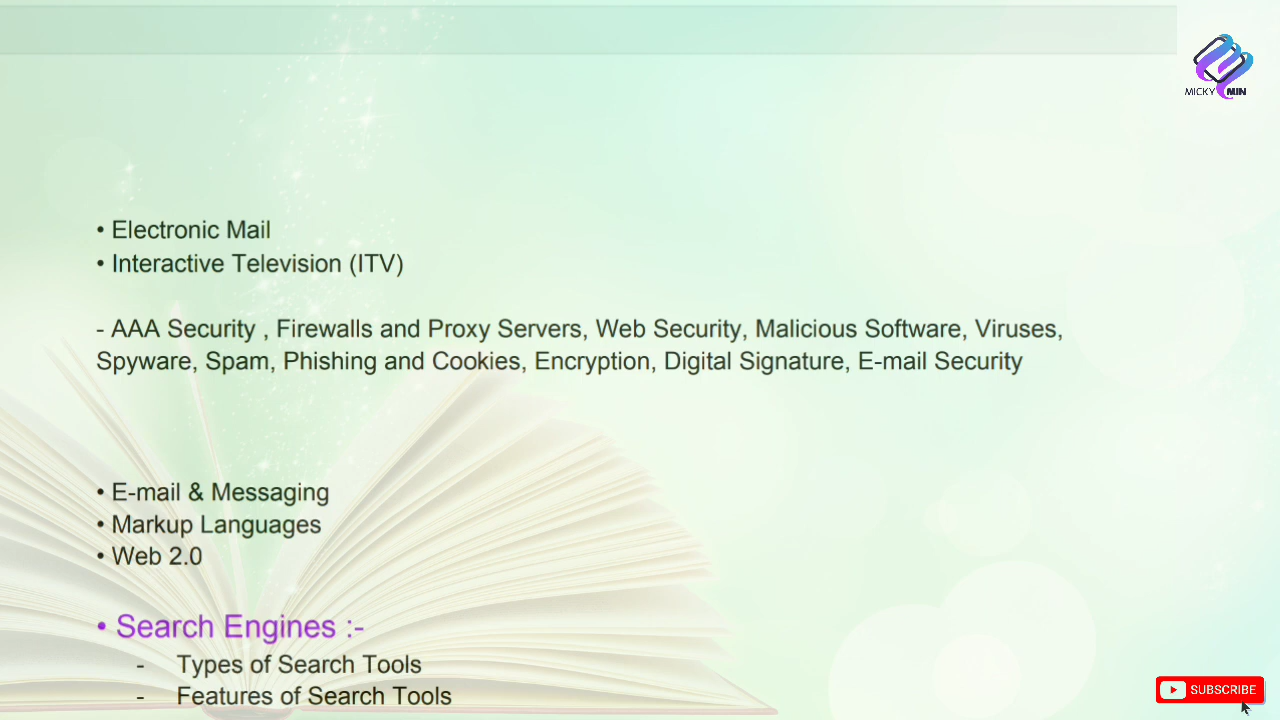 MICKY MIN
• Electronic Mail
• Interactive Television (ITV)
- AAA Security , Firewalls and Proxy Servers, Web Security, Malicious Software, Viruses,
Spyware, Spam, Phishing and Cookies, Encryption, Digital Signature, E-mail Security
• E-mail & Messaging
• Markup Languages
• Web 2.0
• Search Engines :-
- Types of Search Tools
- Features of Search Tools
SUBSCRIBE